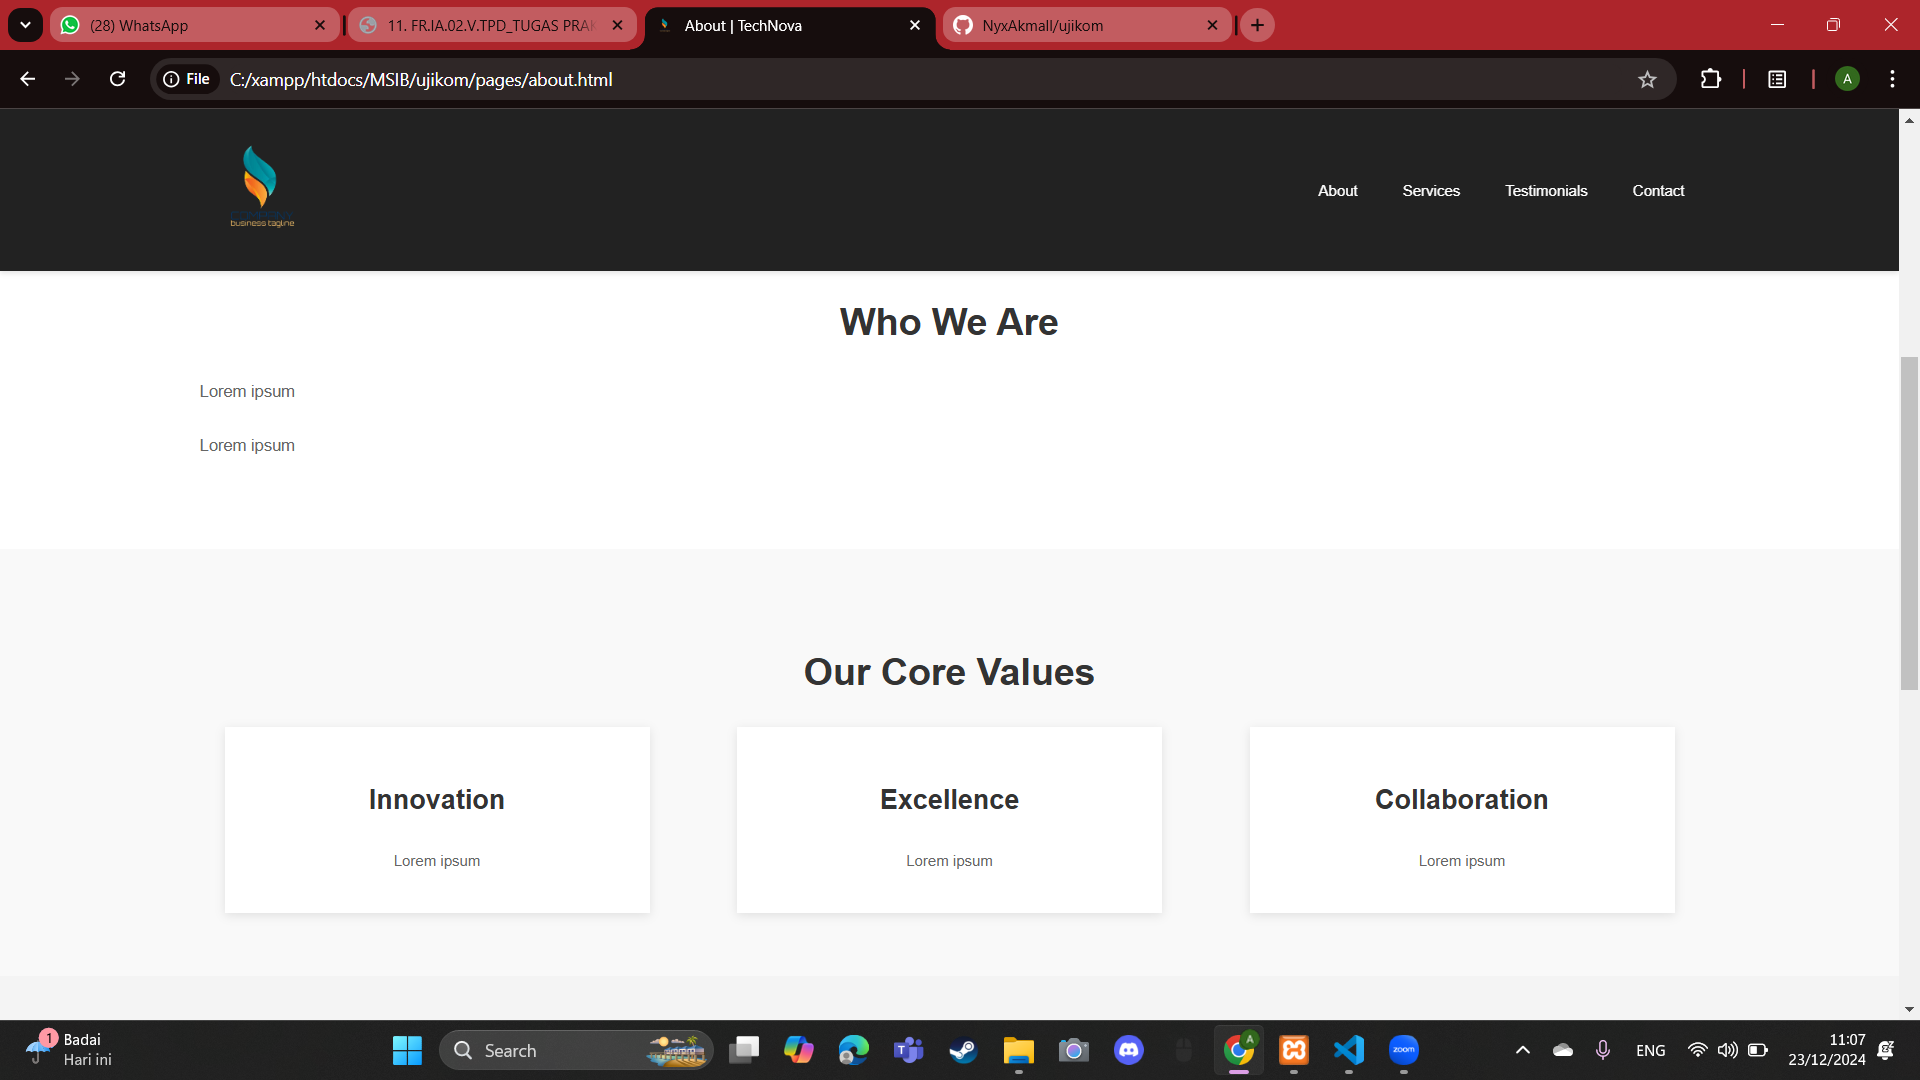 (28) WhatsApp
11. FR.IA.02.V.TPD_TUGAS PRAK
About | TechNova
NyxAkmall/ujikom
File
C:/xampp/htdocs/MSIB/ujikom/pages/about.html
A
business tagline
About
Services
Testimonials
Contact
Who We Are
Lorem ipsum
Lorem ipsum
Our Core Values
Innovation
Excellence
Collaboration
Lorem ipsum
Lorem ipsum
Lorem ipsum
1
Badai
Hari ini
Search
A
zoom
ENG
11:07
23/12/2024